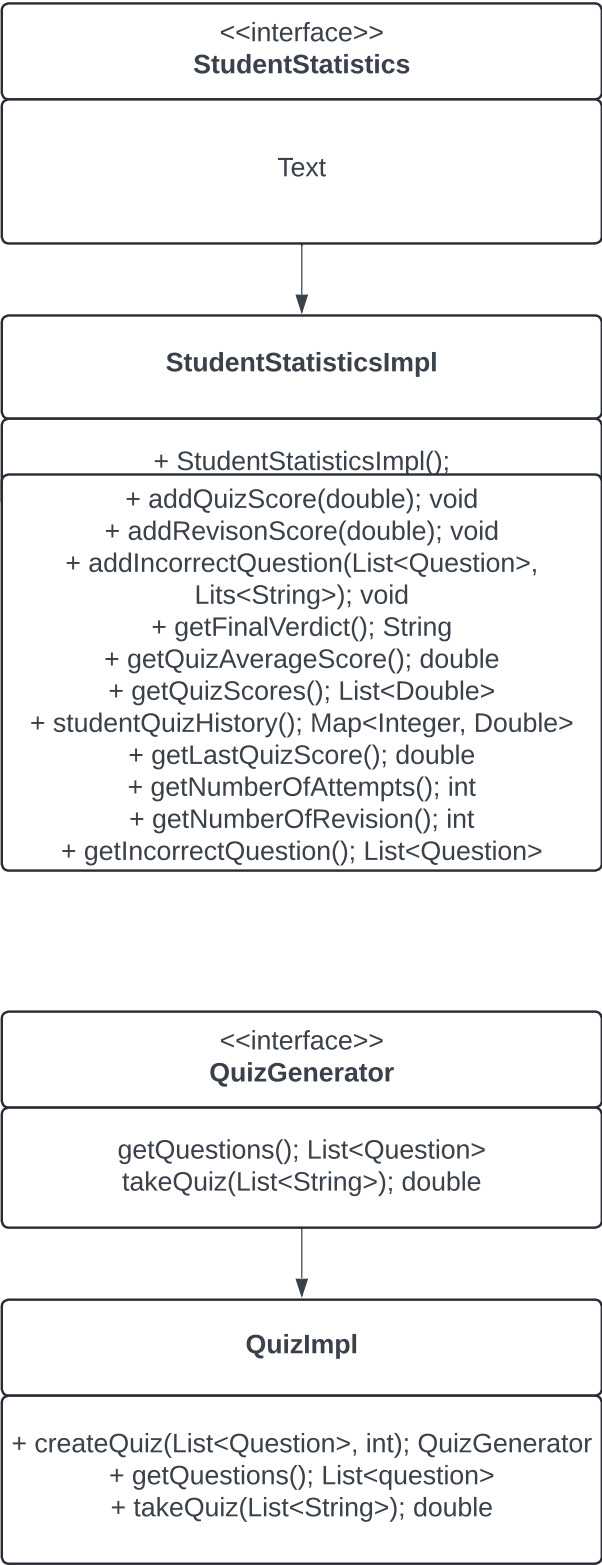 <<interface>>
StudentStatistics
Text
StudentStatisticsImpl
+ StudentStatisticsImpl();
+ addQuizScore(double); void
+ addRevisonScore(double); void
+ addIncorrectQuestion(List<Question>,
Lits<String>); void
+ getFinalVerdict(); String
+ getQuizAverageScore(); double
+ getQuizScores(); List<Double>
+ studentQuizHistory(); Map<Integer, Double>
+ getLastQuizScore(); double
+ getNumberOfAttempts(); int
+ getNumberOfRevision(); int
+ getIncorrectQuestion(); List<Question>
<<interface>>
QuizGenerator
getQuestions(); List<Question>
takeQuiz(List<String>); double
QuizImpl
+ createQuiz(List<Question>, int); QuizGenerator
+ getQuestions(); List<question>
+ takeQuiz(List<String>); double